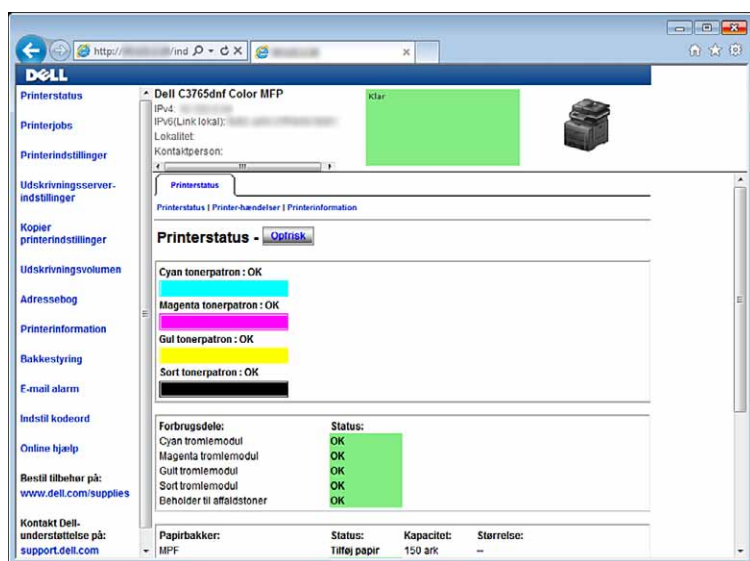 http://
/ind
DELL
Printerstatus
Printerjobs
Printerindstillinger
Udskrivningsserver-
indstillinger
Kopier
printerindstillinger
Udskrivningsvolumen
Adressebog
Printerinformation
Bakkestyring
E-mail alarm
Indstil kodeord
Online hjælp
Bestil tilbehør på:
www.dell.com/supplies
Kontakt Dell-
understøttelse på:
support.dell.com
Dell C3765dnf Color MFP
IPv4:
IPv6(Link lokal):
Lokalitet:
Kontaktperson:
Klar
Printerstatus
Printerstatus | Printer-hændelser | Printerinformation
Printerstatus - Opfrisk
Cyan tonerpatron : OK
Magenta tonerpatron : OK
Gul tonerpatron : OK
Sort tonerpatron : OK
Forbrugsdele: Status:
Cyan tromlemodul OK
Magenta tromlemodul OK
Gult tromlemodul OK
Sort tromlemodul OK
Beholder til affaldstoner OK
Papirbakker: Status: Kapacitet: Størrelse:
MPF Tilføj papir 150 ark --